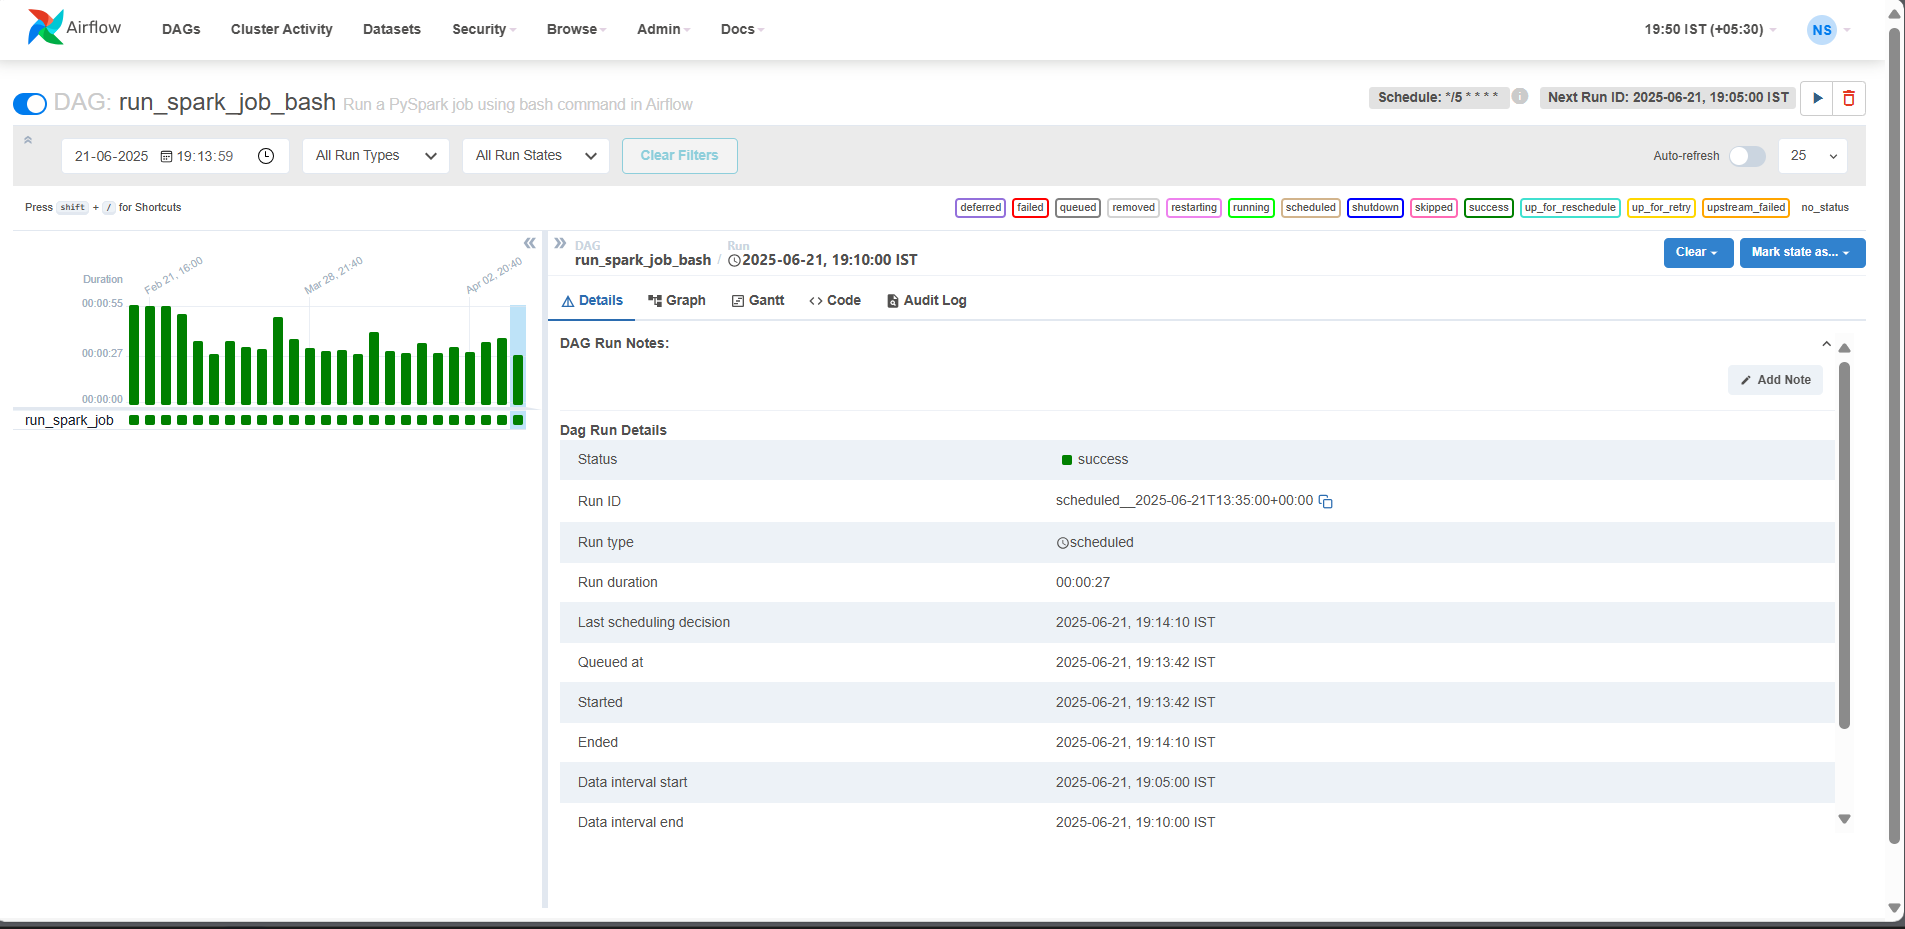 Airflow DAGs Cluster Activity Datasets Security Browse Admin Docs 19:50 IST (+05:30) NS
DAG: run_spark_job_bash Run a PySpark job using bash command in Airflow Schedule: */5 * * * * i Next Run ID: 2025-06-21, 19:05:00 IST
21-06-2025 19:13:59 All Run Types All Run States Clear Filters Auto-refresh 25
Press shift + / for Shortcuts deferred failed queued removed restarting running scheduled shutdown skipped success up_for_reschedule up_for_retry upstream_failed no_status
Duration
Feb 21, 16:00
Mar 28, 21:40
Apr 02, 20:40
00:00:55
00:00:27
00:00:00
run_spark_job
DAG Run
run_spark_job_bash / 2025-06-21, 19:10:00 IST
Clear Mark state as...
Details Graph Gantt <> Code Audit Log
DAG Run Notes:
Add Note
Dag Run Details
Status success
Run ID scheduled__2025-06-21T13:35:00+00:00
Run type scheduled
Run duration 00:00:27
Last scheduling decision 2025-06-21, 19:14:10 IST
Queued at 2025-06-21, 19:13:42 IST
Started 2025-06-21, 19:13:42 IST
Ended 2025-06-21, 19:14:10 IST
Data interval start 2025-06-21, 19:05:00 IST
Data interval end 2025-06-21, 19:10:00 IST